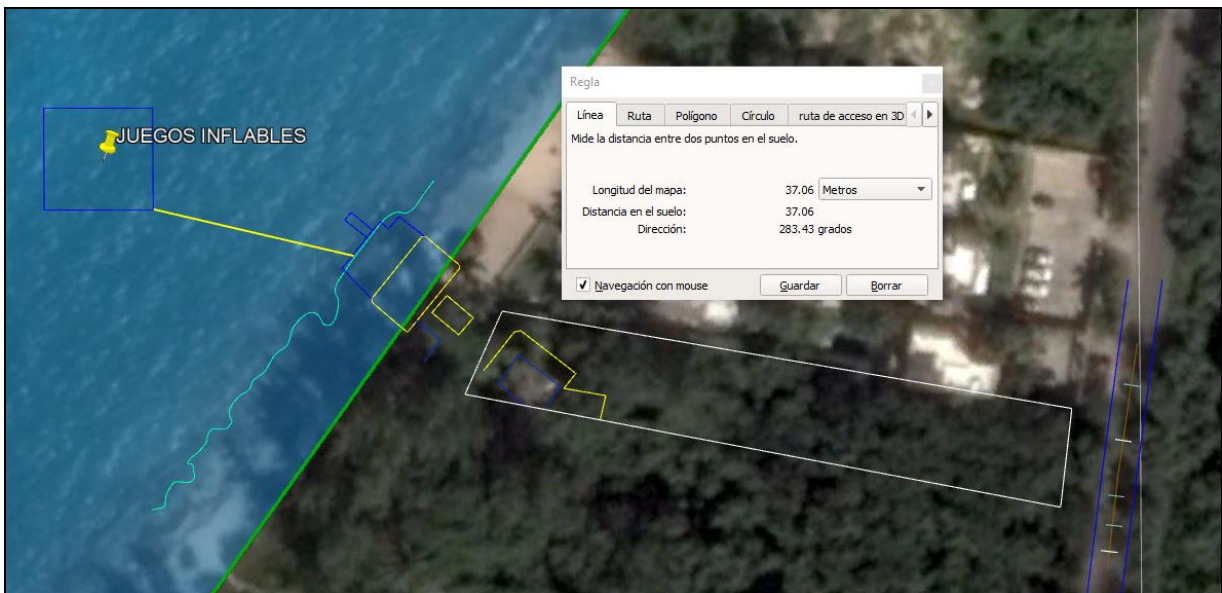 JUEGOS INFLABLES
Regla
Línea Ruta Polígono Círculo ruta de acceso en 3D
Mide la distancia entre dos puntos en el suelo.
Longitud del mapa: 37.06 Metros
Distancia en el suelo: 37.06
Dirección: 283.43 grados
Navegación con mouse Guardar Borrar